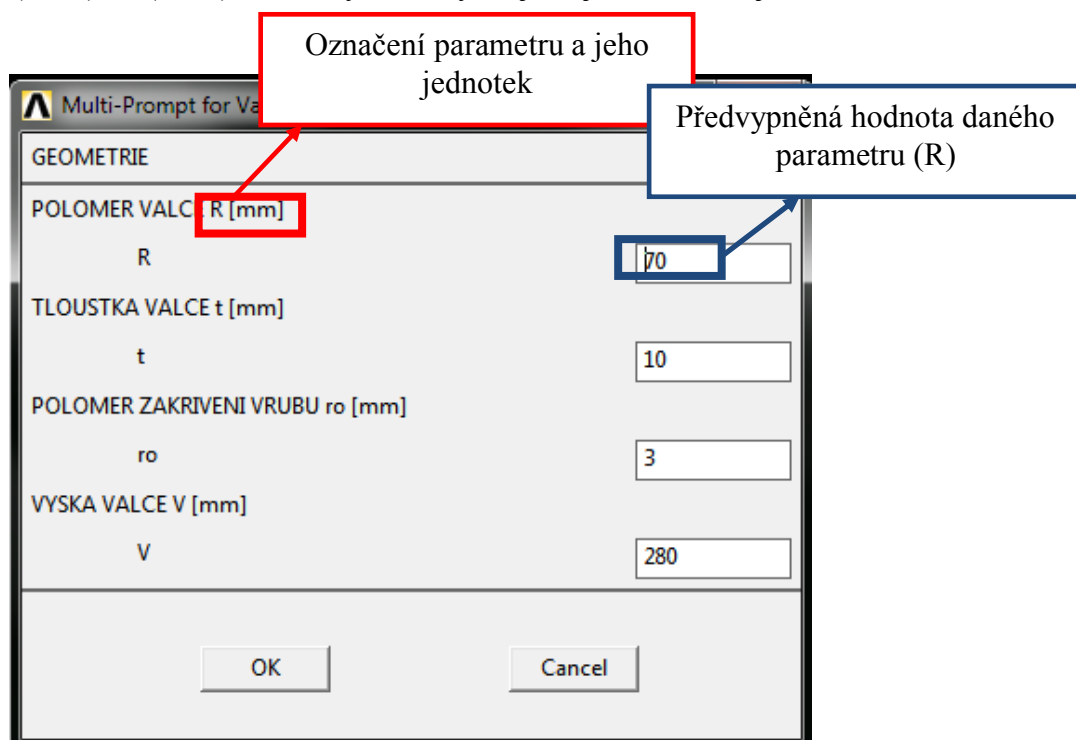 Označení parametru a jeho
jednotek
Multi-Prompt for Va
Předvypněná hodnota daného
parametru (R)
GEOMETRIE
POLOMER VALC R [mm]
R
70
TLOUSTKA VALCE t [mm]
t
10
POLOMER ZAKRIVENI VRUBU ro [mm]
ro
3
VYSKA VALCE V [mm]
V
280
OK
Cancel